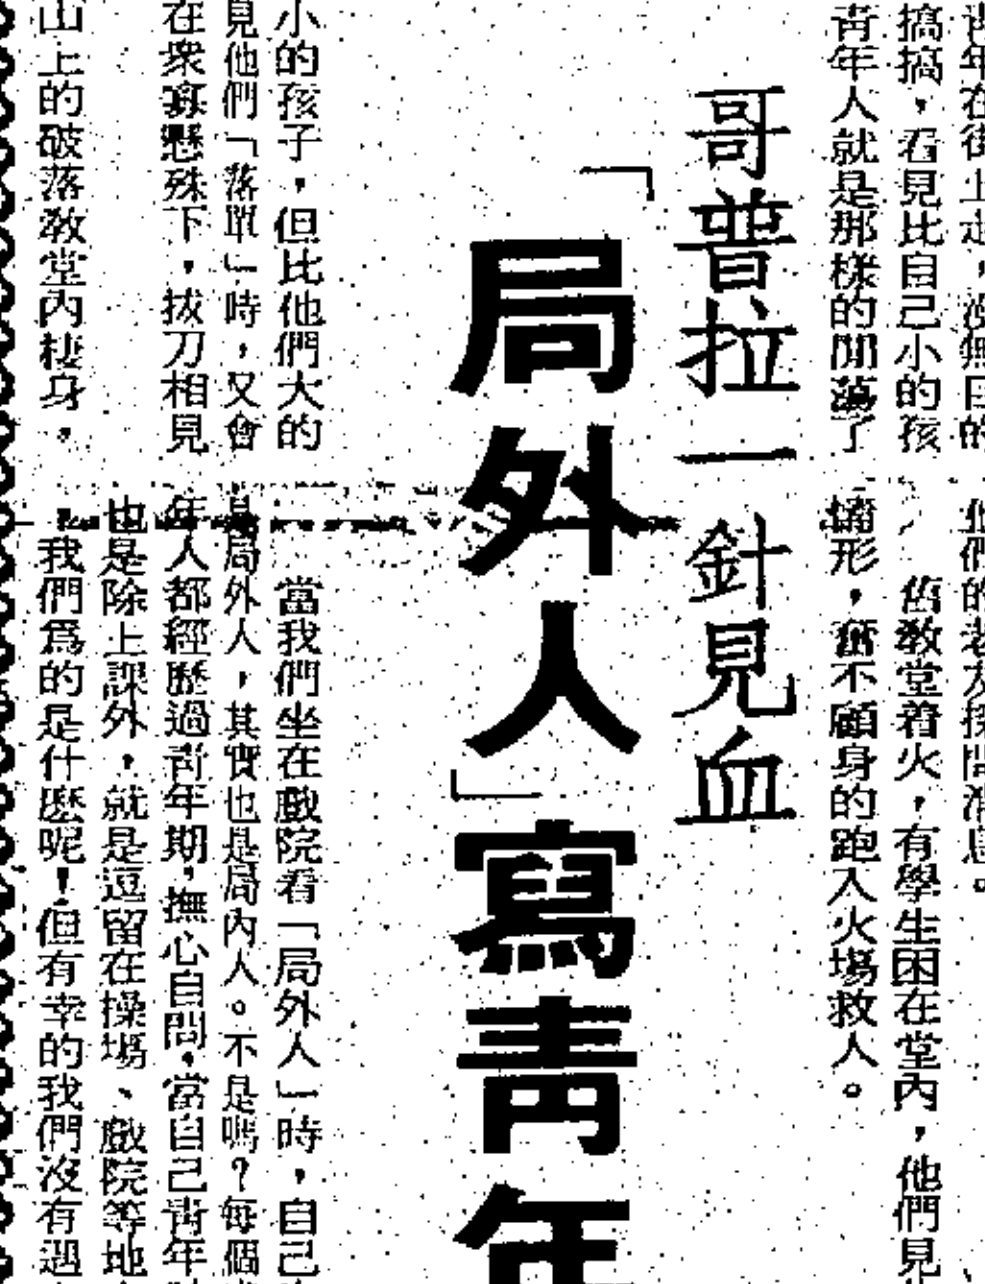 搞搞，看見比自己小的孩
靑年人就是那樣的閒蕩了
哥普拉一針見血
「局外人」寫靑年
小的孩子，但比他們大的
見他們「落單」時，又會
在衆寡懸殊下，拔刀相見
山上的破落教堂內棲身，
他們的老友探問消息。
舊教堂着火，有學生困在堂內，他們見
情形，奮不顧身的跑入火場救人。
當我們坐在戲院看「局外人」時，自己
是局外人，其實也是局內人。不是嗎？每個
年人都經歷過靑年期，撫心自問，當自己靑年
也是除上課外，就是逗留在操場、戲院等地
，我們爲的是什麽呢！但有幸的我們沒有遇